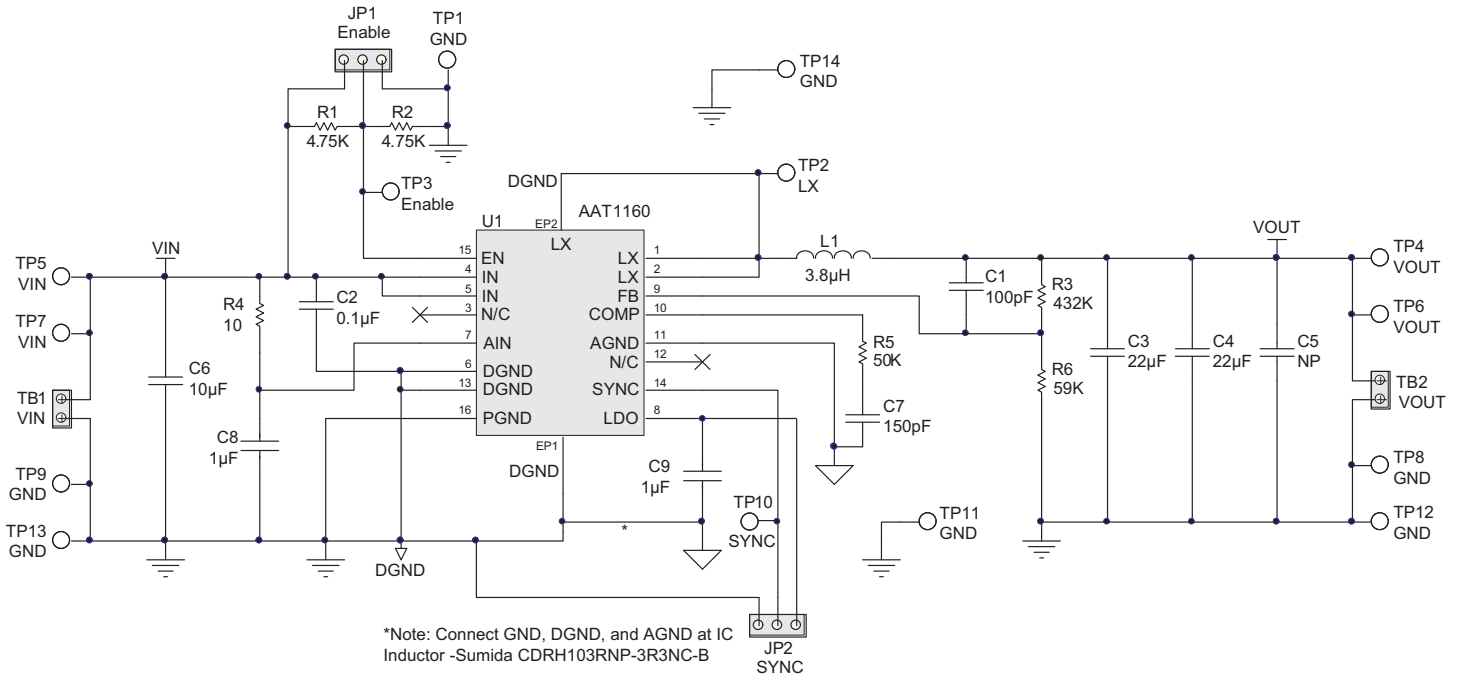 JP1
Enable
TP1
GND
TP14
GND
R1
4.75K
R2
4.75K
TP3
Enable
DGND
TP2
LX
U1
EP2
AAT1160
LX
15 EN
4 IN
5 IN
3 N/C
7 AIN
6 DGND
13 DGND
16 PGND
LX 1
LX 2
FB 9
COMP 10
AGND 11
N/C 12
SYNC 14
LDO 8
EP1
DGND
VIN
TP5
VIN
TP7
VIN
TB1
VIN
TP9
GND
TP13
GND
R4
10
C2
0.1µF
C6
10µF
C8
1µF
DGND
L1
3.8µH
C1
100pF
R3
432K
R5
50K
R6
59K
C7
150pF
C9
1µF
*
TP10
SYNC
TP11
GND
C3
22µF
C4
22µF
C5
NP
VOUT
TP4
VOUT
TP6
VOUT
TB2
VOUT
TP8
GND
TP12
GND
*Note: Connect GND, DGND, and AGND at IC
Inductor -Sumida CDRH103RNP-3R3NC-B
JP2
SYNC